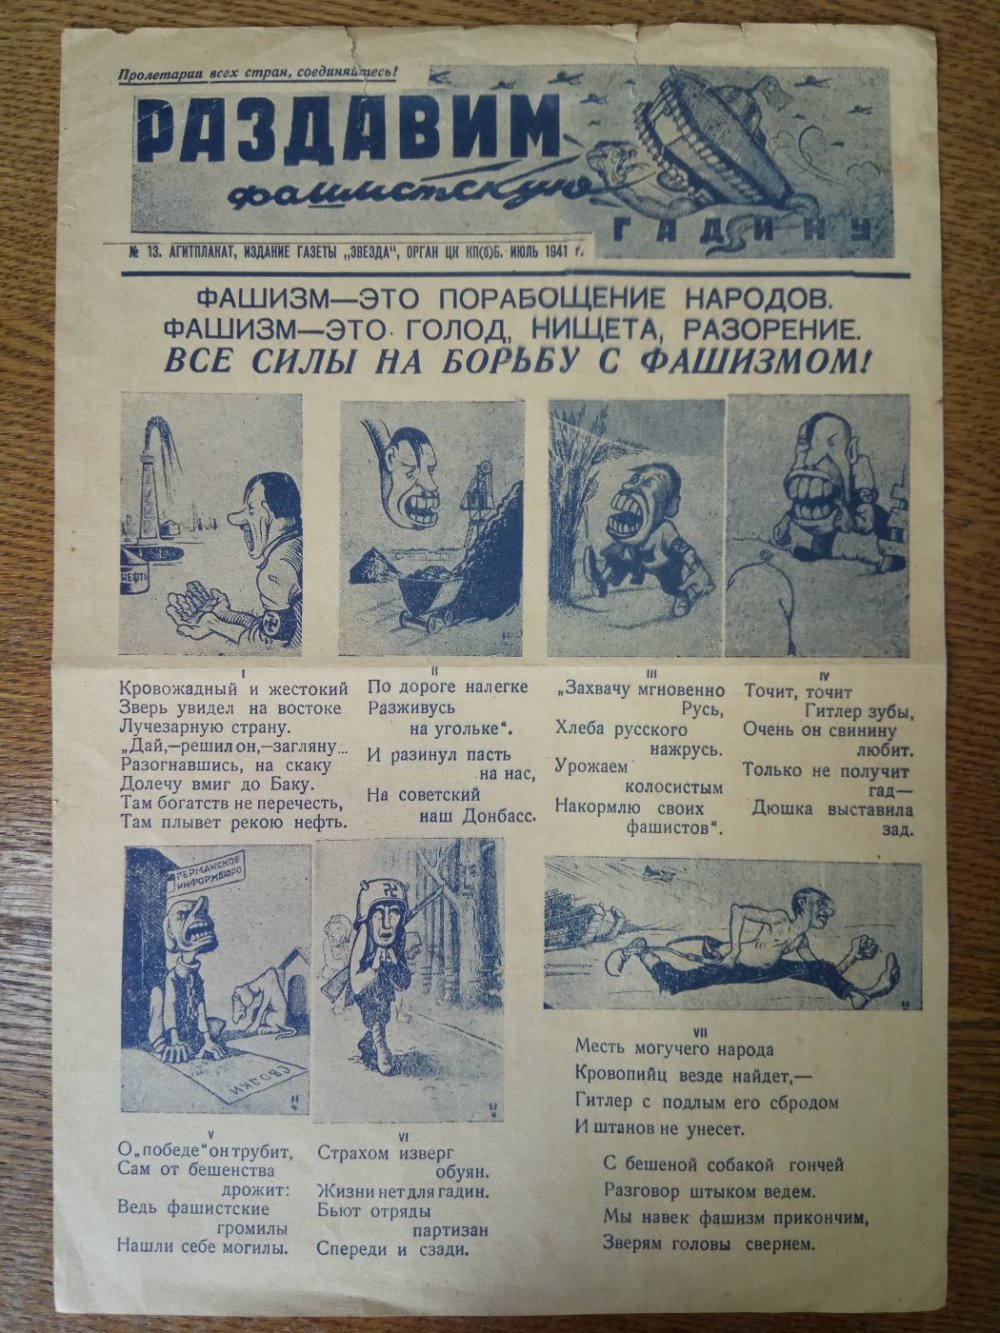 Пролетарии всех стран, соединяйтесь!
РАЗДАВИМ
фашистскую
ГАДИНУ
№ 13. АГИТПЛАКАТ, ИЗДАНИЕ ГАЗЕТЫ „ЗВЕЗДА“, ОРГАН ЦК КП(б)Б. ИЮЛЬ 1941 г.
ФАШИЗМ—ЭТО ПОРАБОЩЕНИЕ НАРОДОВ.
ФАШИЗМ—ЭТО ГОЛОД, НИЩЕТА, РАЗОРЕНИЕ.
ВСЕ СИЛЫ НА БОРЬБУ С ФАШИЗМОМ!
НЕФТЬ
I
Кровожадный и жестокий
Зверь увидел на востоке
Лучезарную страну.
„Дай,—решил он,—загляну...
Разогнавшись, на скаку
Долечу вмиг до Баку.
Там богатств не перечесть,
Там плывет рекою нефть.
II
По дороге налегке
Разживусь
на угольке“.
И разинул пасть
на нас,
На советский
наш Донбасс.
III
„Захвачу мгновенно
Русь,
Хлеба русского
нажрусь.
Урожаем
колосистым
Накормлю своих
фашистов“.
IV
Точит, точит
Гитлер зубы,
Очень он свинину
любит.
Только не получит
гад—
Дюшка выставила
зад.
ГЕРМАНСКОЕ
ИНФОРМБЮРО
СВОДКИ
V
О „победе“ он трубит,
Сам от бешенства
дрожит:
Ведь фашистские
громилы
Нашли себе могилы.
VI
Страхом изверг
обуян.
Жизни нет для гадин.
Бьют отряды
партизан
Спереди и сзади.
VII
Месть могучего народа
Кровопийц везде найдет,—
Гитлер с подлым его сбродом
И штанов не унесет.
С бешеной собакой гончей
Разговор штыком ведем.
Мы навек фашизм прикончим,
Зверям головы свернем.